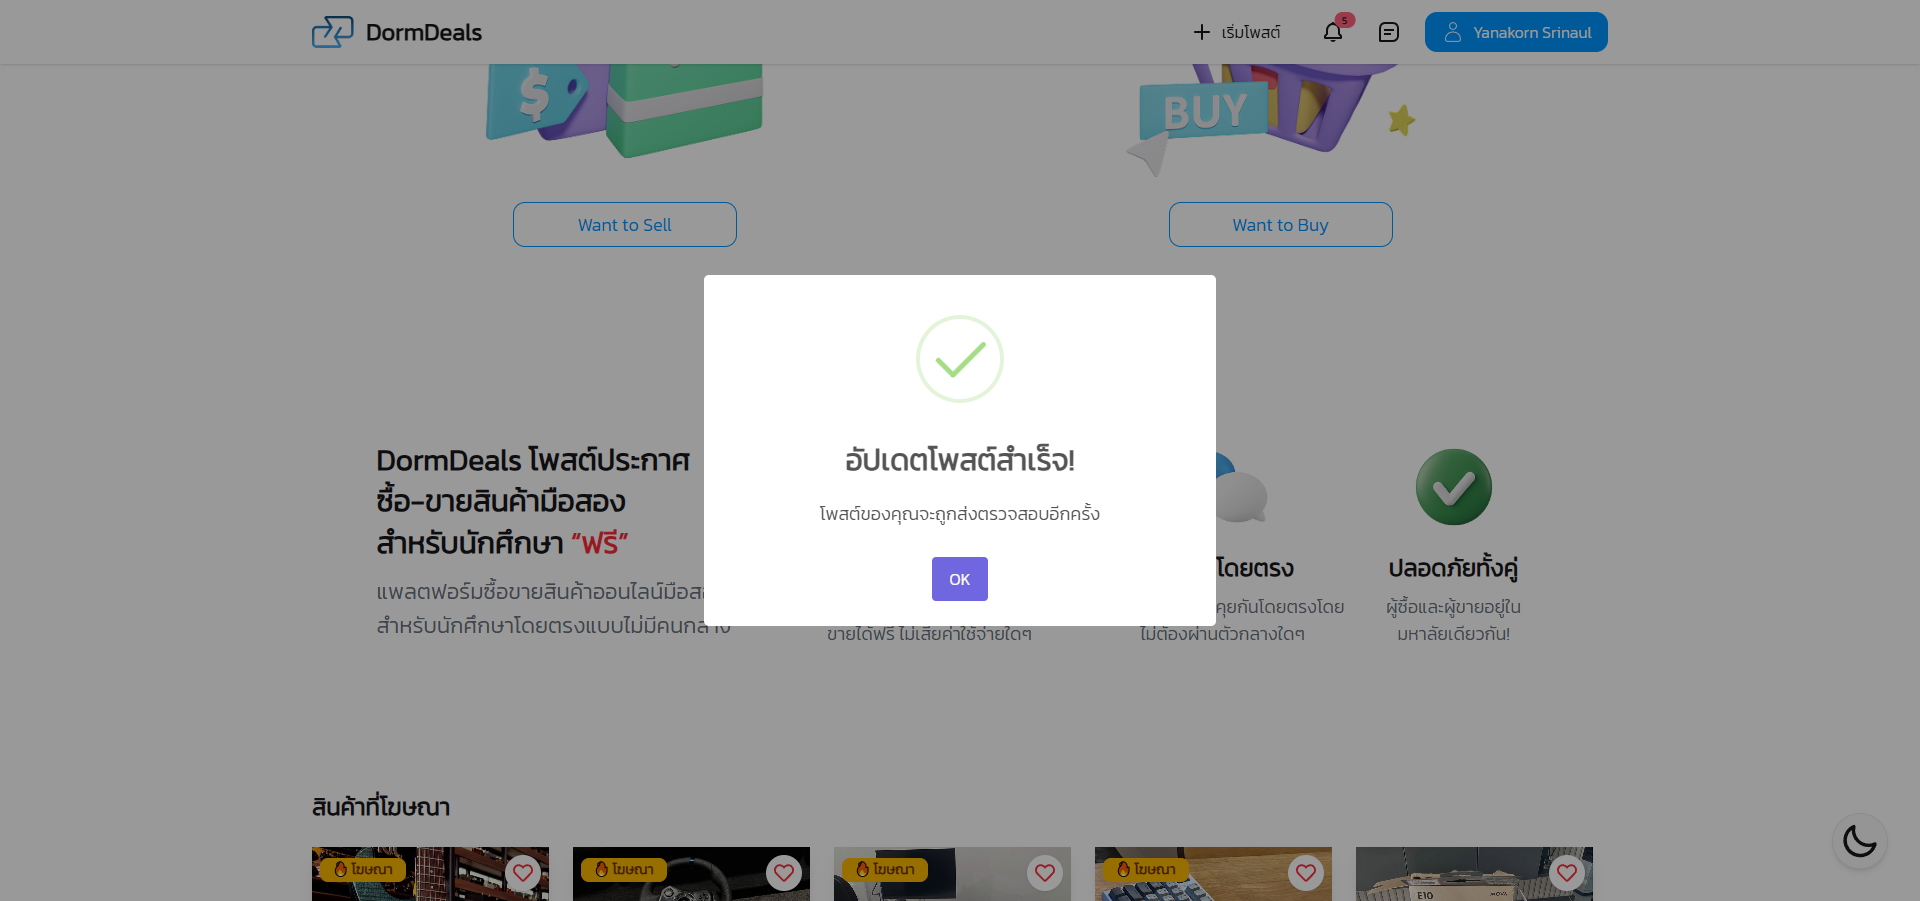 DormDeals
เริ่มโพสต์
5
Yanakorn Srinaul
$
BUY
Want to Sell
Want to Buy
อัปเดตโพสต์สำเร็จ!
โพสต์ของคุณจะถูกส่งตรวจสอบอีกครั้ง
OK
DormDeals โพสต์ประกาศ
ซื้อ-ขายสินค้ามือสอง
สำหรับนักศึกษา “ฟรี”
แพลตฟอร์มซื้อขายสินค้าออนไลน์มือส
สำหรับนักศึกษาโดยตรงแบบไม่มีคนกลาง
ขายได้ฟรี ไม่เสียค่าใช้จ่ายใดๆ
โดยตรง
คุยกันโดยตรงโดย
ไม่ต้องผ่านตัวกลางใดๆ
ปลอดภัยทั้งคู่
ผู้ซื้อและผู้ขายอยู่ใน
มหาลัยเดียวกัน!
สินค้าที่โฆษณา
โฆษณา
โฆษณา
โฆษณา
โฆษณา
E10
MOVA